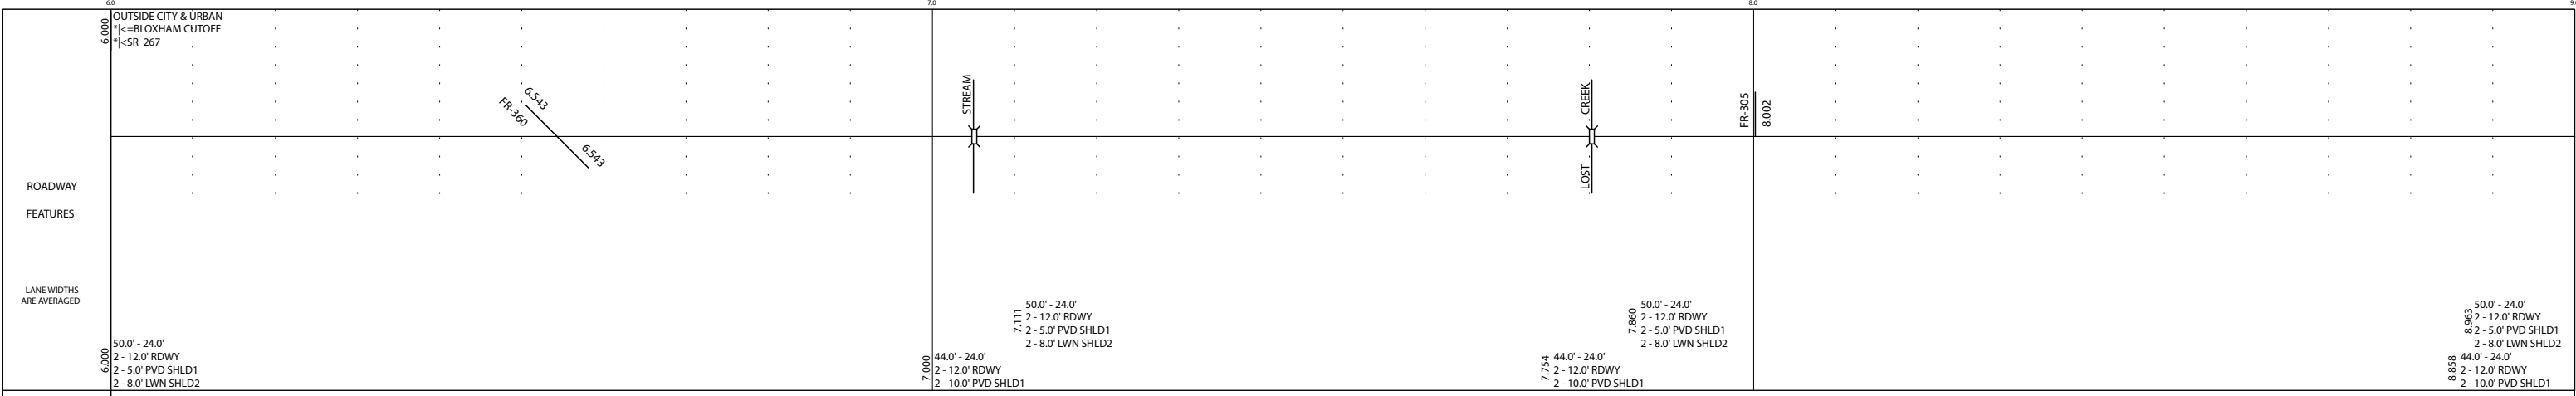 6.0
7.0
8.0
9.
6.000
OUTSIDE CITY & URBAN
*|<=BLOXHAM CUTOFF
*|<SR 267
6.543
FR-360
6.543
STREAM
CREEK
LOST
FR-305
8.002
ROADWAY
FEATURES
LANE WIDTHS
ARE AVERAGED
6.000
50.0' - 24.0'
2 - 12.0' RDWY
2 - 5.0' PVD SHLD1
2 - 8.0' LWN SHLD2
7.000
44.0' - 24.0'
2 - 12.0' RDWY
2 - 10.0' PVD SHLD1
7.111
50.0' - 24.0'
2 - 12.0' RDWY
2 - 5.0' PVD SHLD1
2 - 8.0' LWN SHLD2
7.754
44.0' - 24.0'
2 - 12.0' RDWY
2 - 10.0' PVD SHLD1
7.860
50.0' - 24.0'
2 - 12.0' RDWY
2 - 5.0' PVD SHLD1
2 - 8.0' LWN SHLD2
8.858
44.0' - 24.0'
2 - 12.0' RDWY
2 - 10.0' PVD SHLD1
8.963
50.0' - 24.0'
2 - 12.0' RDWY
2 - 5.0' PVD SHLD1
2 - 8.0' LWN SHLD2